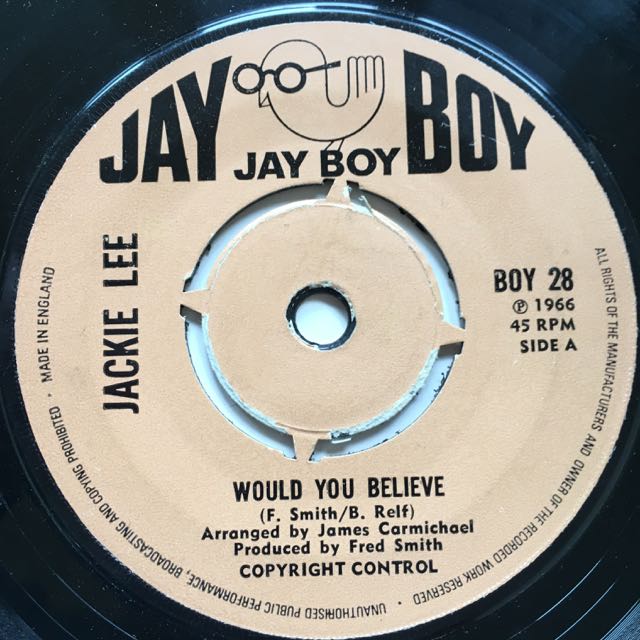 JAY BOY
JAY BOY
JACKIE LEE
BOY 28
℗ 1966
45 RPM
SIDE A
WOULD YOU BELIEVE
(F. Smith/B. Relf)
Arranged by James Carmichael
Produced by Fred Smith
COPYRIGHT CONTROL
ALL RIGHTS OF THE MANUFACTURERS AND OWNER OF THE RECORDED WORK RESERVED · UNAUTHORISED PUBLIC PERFORMANCE, BROADCASTING AND COPYING PROHIBITED · MADE IN ENGLAND